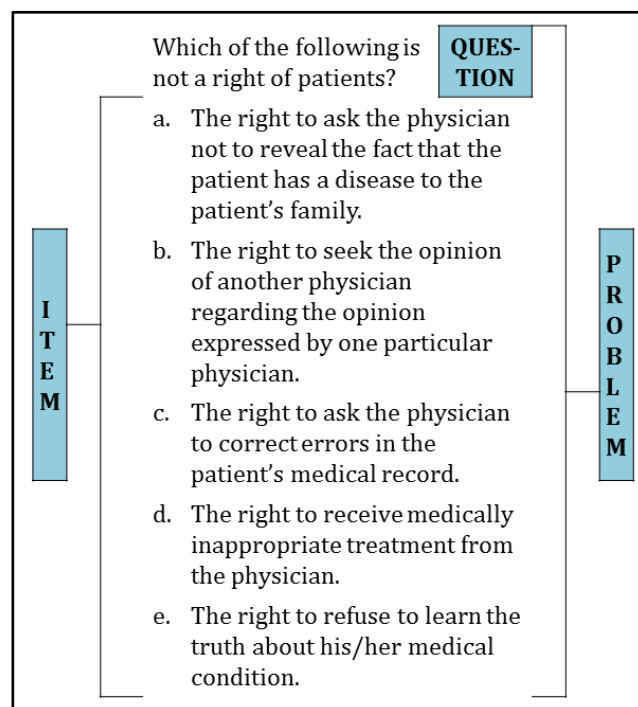 Which of the following is
not a right of patients?
QUES-
TION
a. The right to ask the physician
not to reveal the fact that the
patient has a disease to the
patient's family.
b. The right to seek the opinion
of another physician
regarding the opinion
expressed by one particular
physician.
c. The right to ask the physician
to correct errors in the
patient's medical record.
d. The right to receive medically
inappropriate treatment from
the physician.
e. The right to refuse to learn the
truth about his/her medical
condition.
I
T
E
M
P
R
O
B
L
E
M